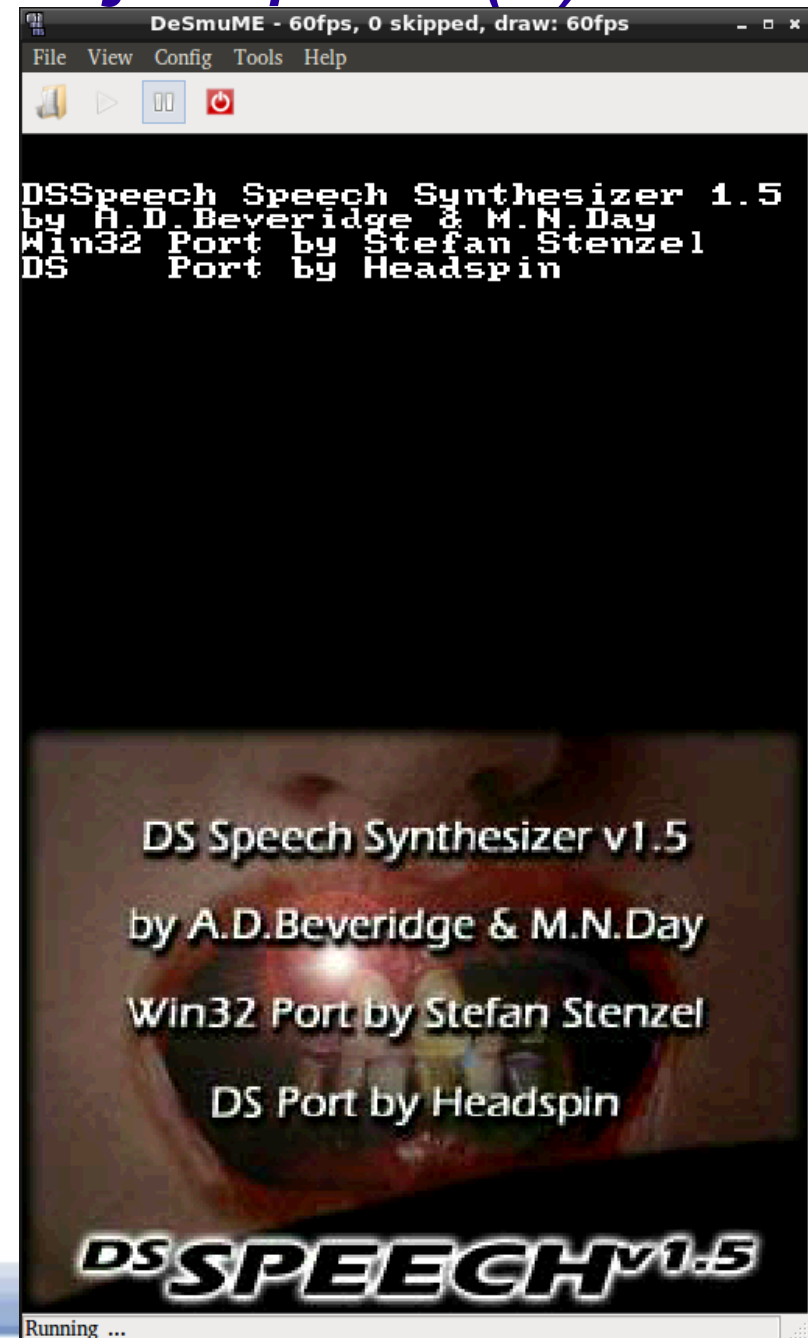 DeSmuME - 60fps, 0 skipped, draw: 60fps
File View Config Tools Help
DSSpeech Speech Synthesizer 1.5
by A.D.Beveridge & M.N.Day
Win32 Port by Stefan Stenzel
DS Port by Headspin
DS Speech Synthesizer v1.5
by A.D.Beveridge & M.N.Day
Win32 Port by Stefan Stenzel
DS Port by Headspin
DS SPEECH v1.5
Running ...